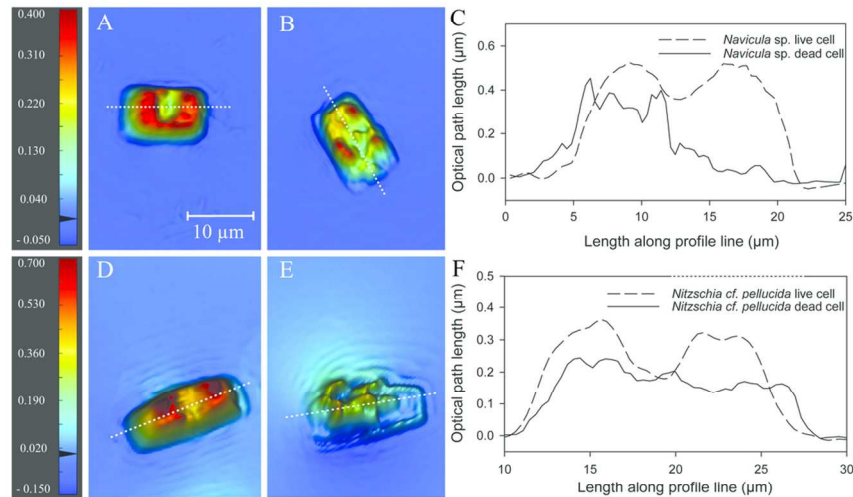 0.400
0.310
0.220
0.130
0.040
- 0.050
A
B
10 µm
C
Optical path length (µm)
0.6
0.4
0.2
0.0
Navicula sp. live cell
Navicula sp. dead cell
0
5
10
15
20
25
Length along profile line (µm)
0.700
0.530
0.360
0.190
0.020
- 0.150
D
E
F
Optical path length (µm)
0.5
0.4
0.3
0.2
0.1
0.0
Nitzschia cf. pellucida live cell
Nitzschia cf. pellucida dead cell
10
15
20
25
30
Length along profile line (µm)